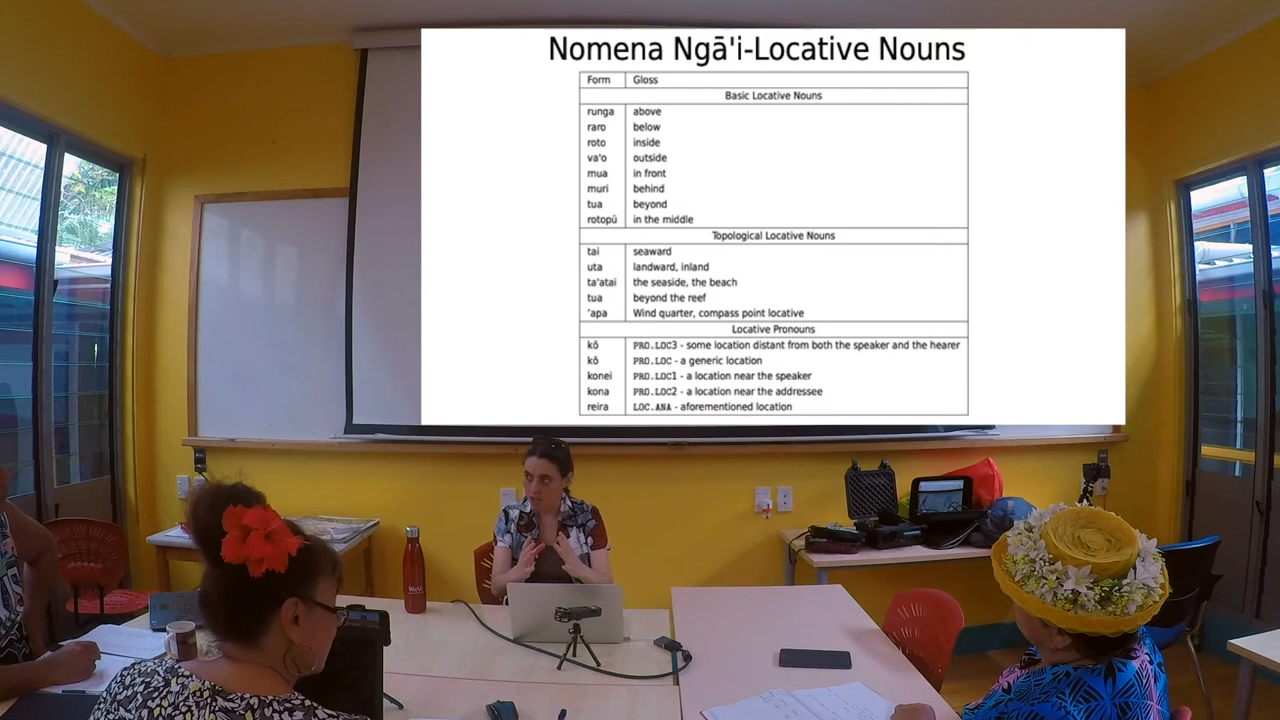 Nomena Ngā'i-Locative Nouns
Form Gloss
Basic Locative Nouns
runga above
raro below
roto inside
va'o outside
mua in front
muri behind
tua beyond
rotopū in the middle
Topological Locative Nouns
tai seaward
uta landward, inland
ta'atai the seaside, the beach
tua beyond the reef
'apa Wind quarter, compass point locative
Locative Pronouns
kō PRO.LOC3 - some location distant from both the speaker and the hearer
kō PRO.LOC - a generic location
konei PRO.LOC1 - a location near the speaker
kona PRO.LOC2 - a location near the addressee
reira LOC.ANA - aforementioned location